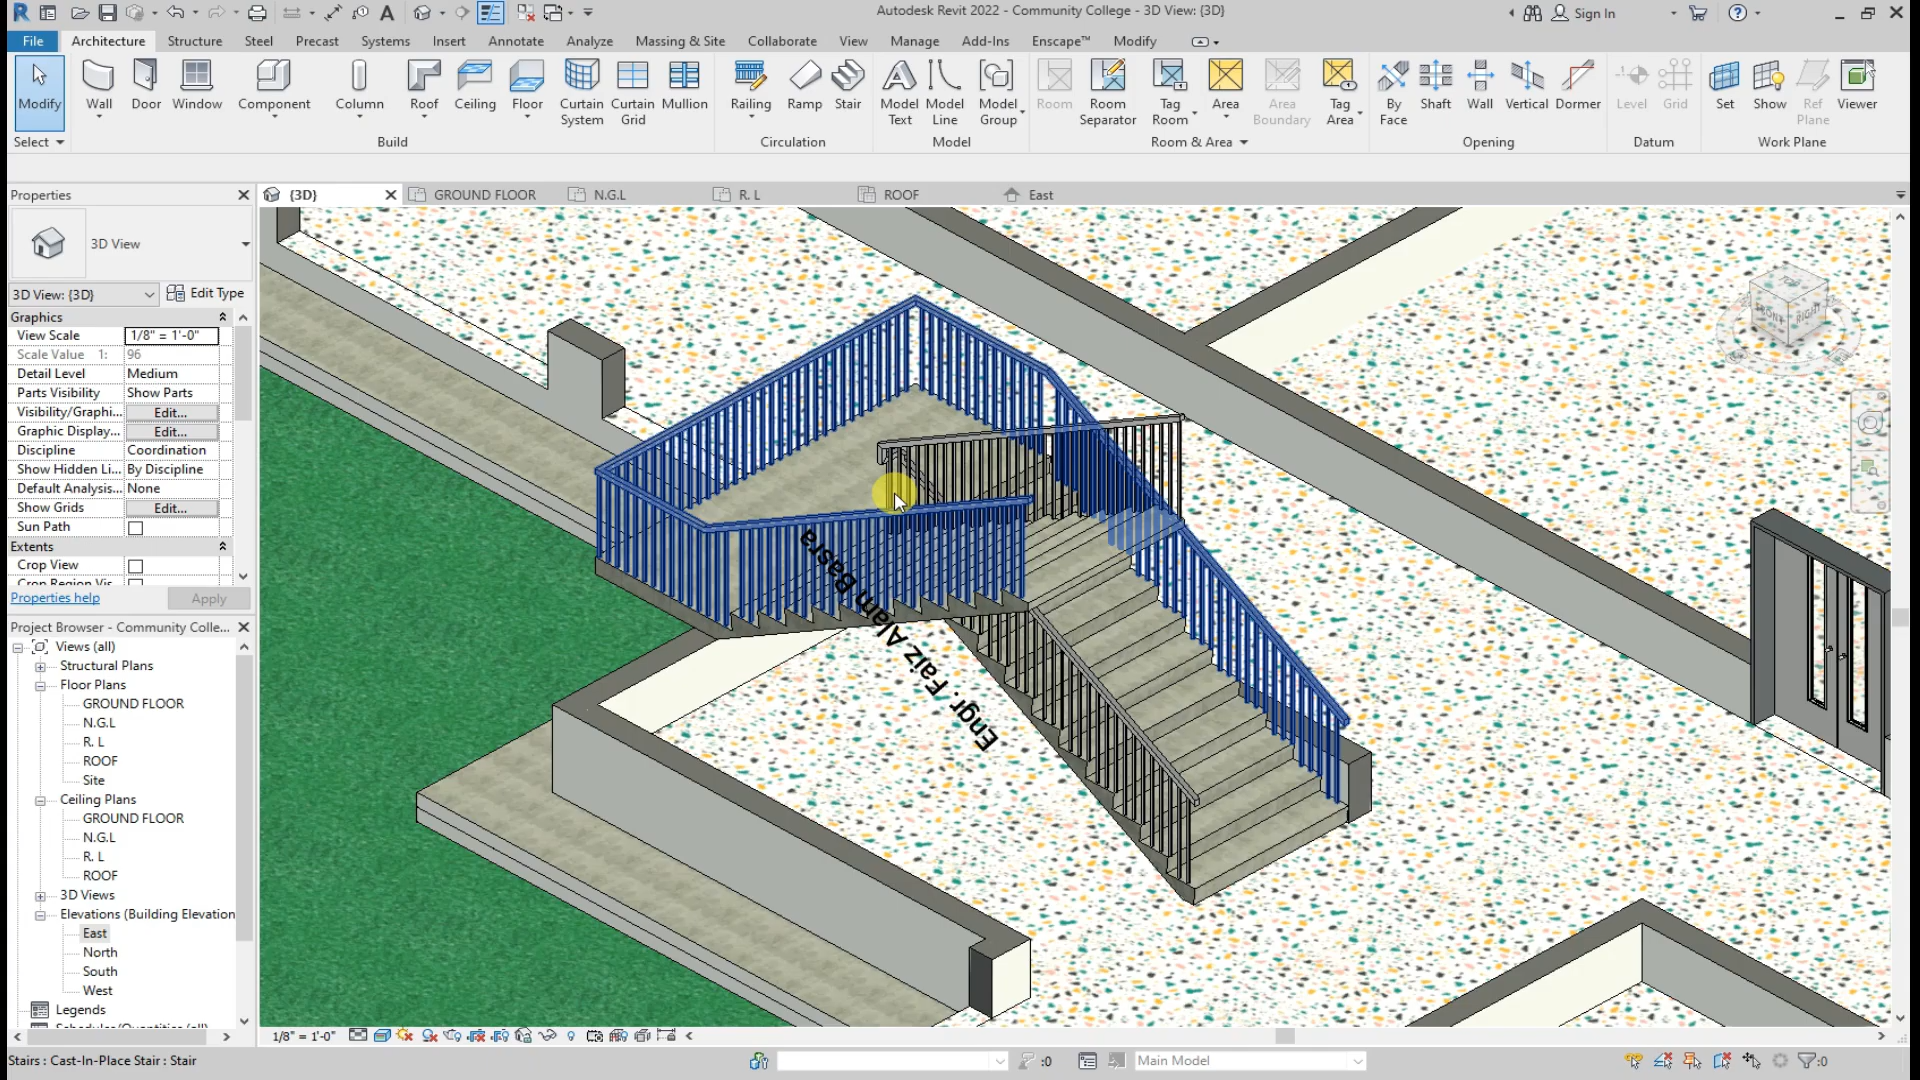 Autodesk Revit 2022 - Community College - 3D View: {3D}
Sign In
File Architecture Structure Steel Precast Systems Insert Annotate Analyze Massing & Site Collaborate View Manage Add-Ins Enscape™ Modify
Modify Wall Door Window Component Column Roof Ceiling Floor Curtain System Curtain Grid Mullion Railing Ramp Stair Model Text Model Line Model Group Room Room Separator Tag Room Area Area Boundary Tag Area By Face Shaft Wall Vertical Dormer Level Grid Set Show Ref Plane Viewer
Select Build Circulation Model Room & Area Opening Datum Work Plane
Properties
{3D} GROUND FLOOR N.G.L R. L ROOF East
3D View
3D View: {3D} Edit Type
Graphics
View Scale 1/8" = 1'-0"
Scale Value 1: 96
Detail Level Medium
Parts Visibility Show Parts
Visibility/Graphi... Edit...
Graphic Display... Edit...
Discipline Coordination
Show Hidden Li... By Discipline
Default Analysis... None
Show Grids Edit...
Sun Path
Extents
Crop View
Crop Region Vis
Properties help Apply
Project Browser - Community Colle...
Views (all)
Structural Plans
Floor Plans
GROUND FLOOR
N.G.L
R. L
ROOF
Site
Ceiling Plans
GROUND FLOOR
N.G.L
R. L
ROOF
3D Views
Elevations (Building Elevation
East
North
South
West
Legends
TOP
FRONT
RIGHT
Engr. Faiz Alam Basra
1/8" = 1'-0"
Stairs : Cast-In-Place Stair : Stair
:0
Main Model
:0